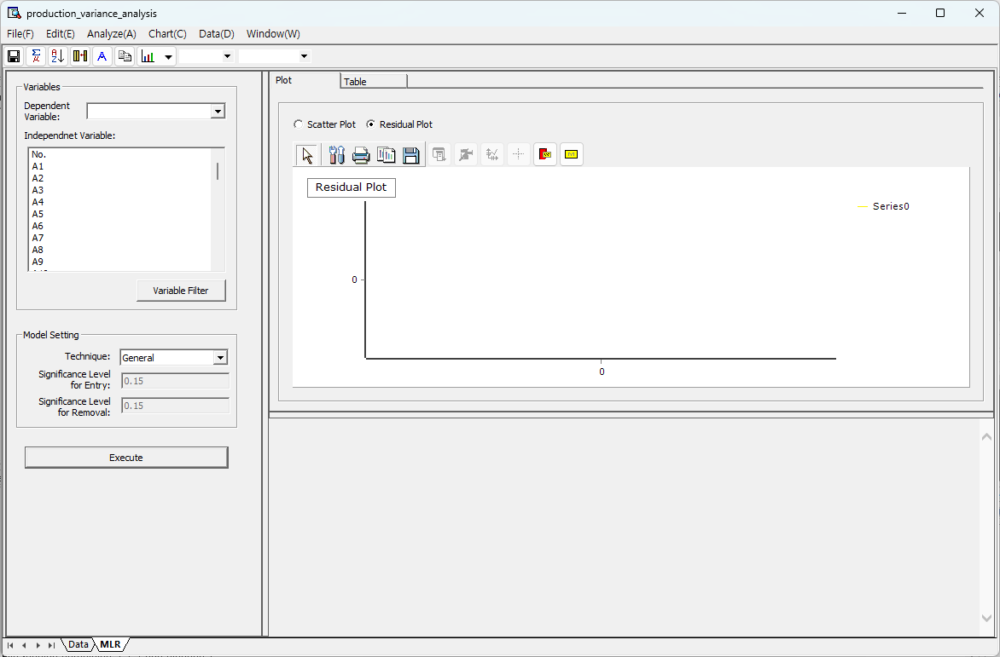 production_variance_analysis
File(F) Edit(E) Analyze(A) Chart(C) Data(D) Window(W)
Variables
Dependent
Variable:
Independnet Variable:
No.
A1
A2
A3
A4
A5
A6
A7
A8
A9
Variable Filter
Model Setting
Technique: General
Significance Level
for Entry: 0.15
Significance Level
for Removal: 0.15
Execute
Plot Table
Scatter Plot Residual Plot
Residual Plot
Series0
0
0
Data MLR